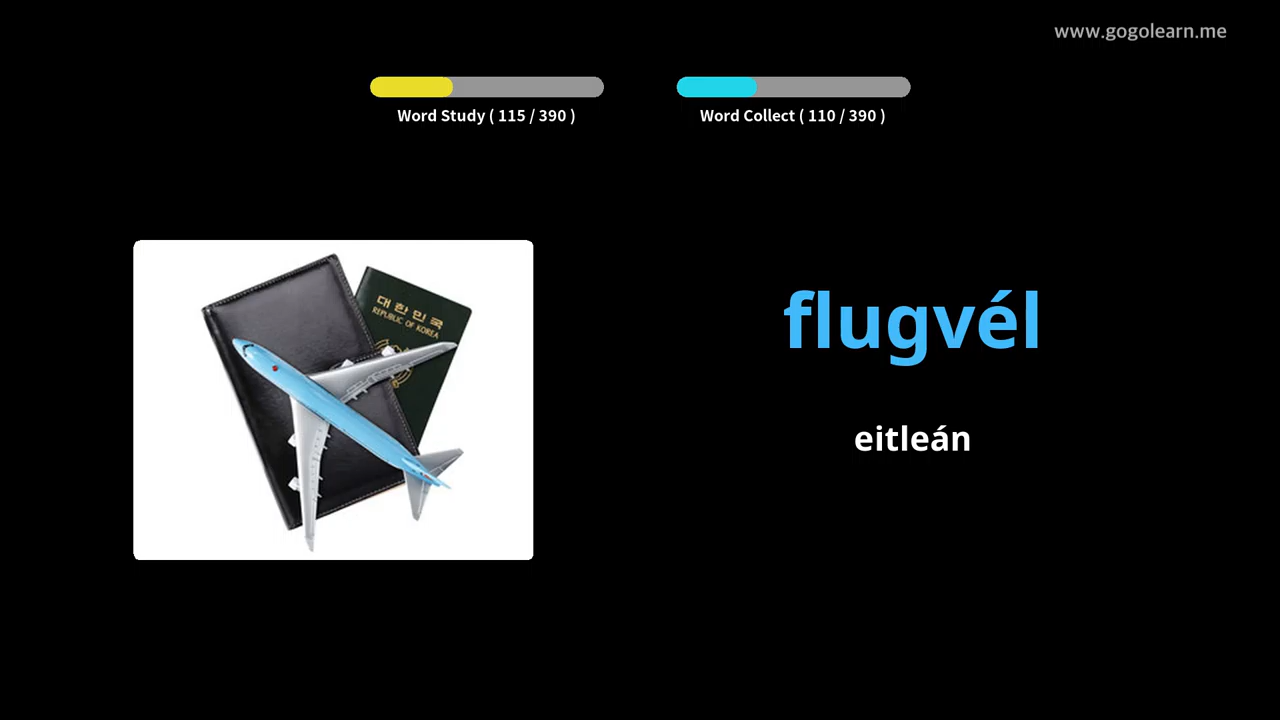 www.gogolearn.me
Word Study ( 115 / 390 )
Word Collect ( 110 / 390 )
대한민국
REPUBLIC OF KOREA
flugvél
eitleán